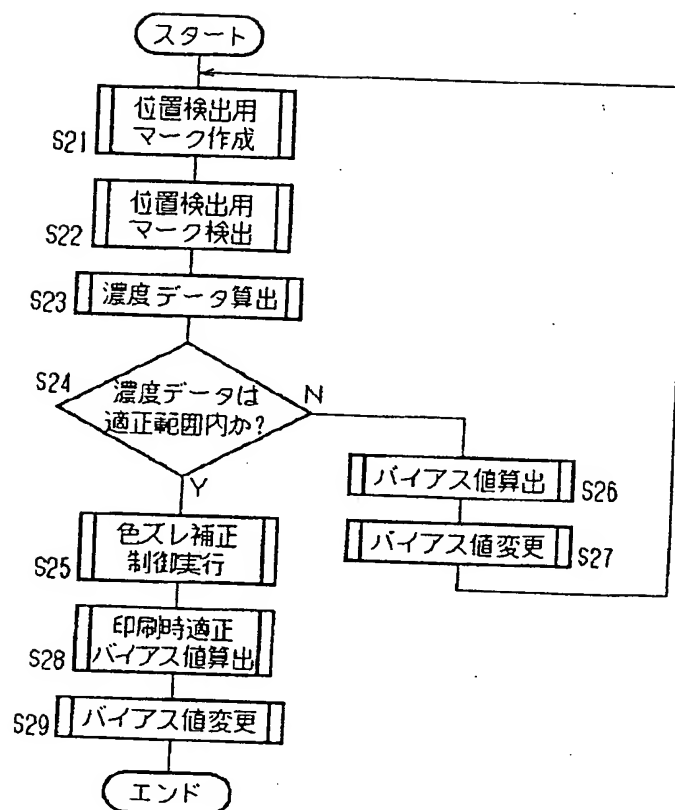 スタート
S21
位置検出用
マーク作成
S22
位置検出用
マーク検出
S23
濃度データ算出
S24
濃度データは
適正範囲内か?
N
Y
バイアス値算出
S26
バイアス値変更
S27
S25
色ズレ補正
制御実行
S28
印刷時適正
バイアス値算出
S29
バイアス値変更
エンド